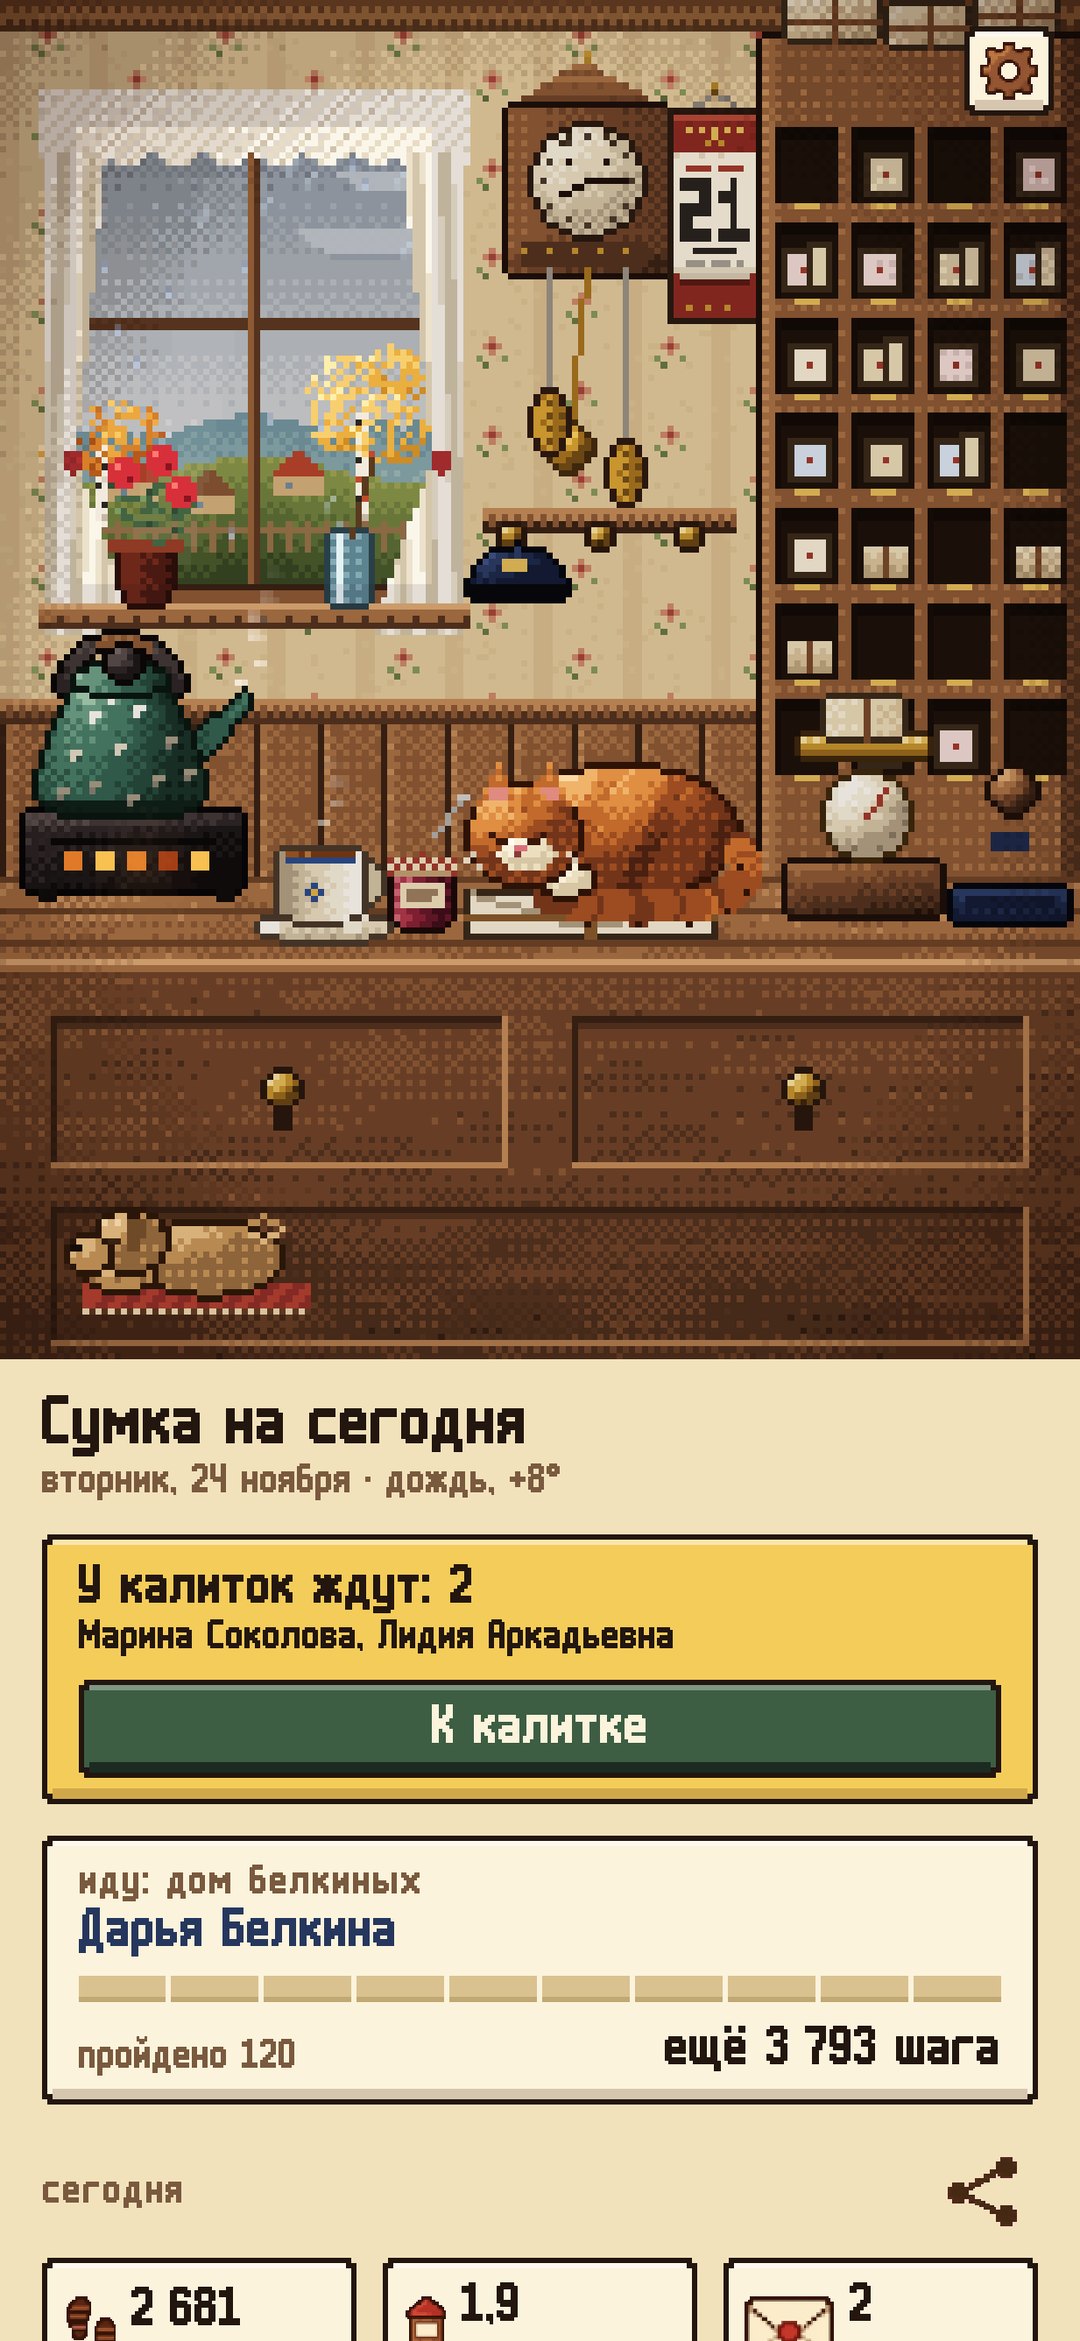 21
Сумка на сегодня
вторник, 24 ноября · дождь, +8°
У калиток ждут: 2
Марина Соколова, Лидия Аркадьевна
К калитке
иду: дом белкиных
Дарья Белкина
пройдено 120
ещё 3 793 шага
сегодня
2 681
1,9
2